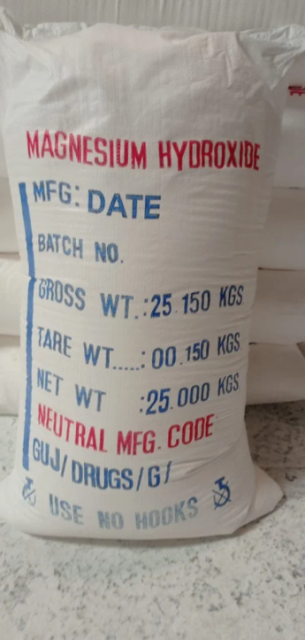 MAGNESIUM HYDROXIDE
MFG: DATE
BATCH NO.
GROSS WT.:25.150 KGS
TARE WT.....: 00.150 KGS
NET WT :25.000 KGS
NEUTRAL MFG. CODE
GUJ/DRUGS/G/
USE NO HOOKS